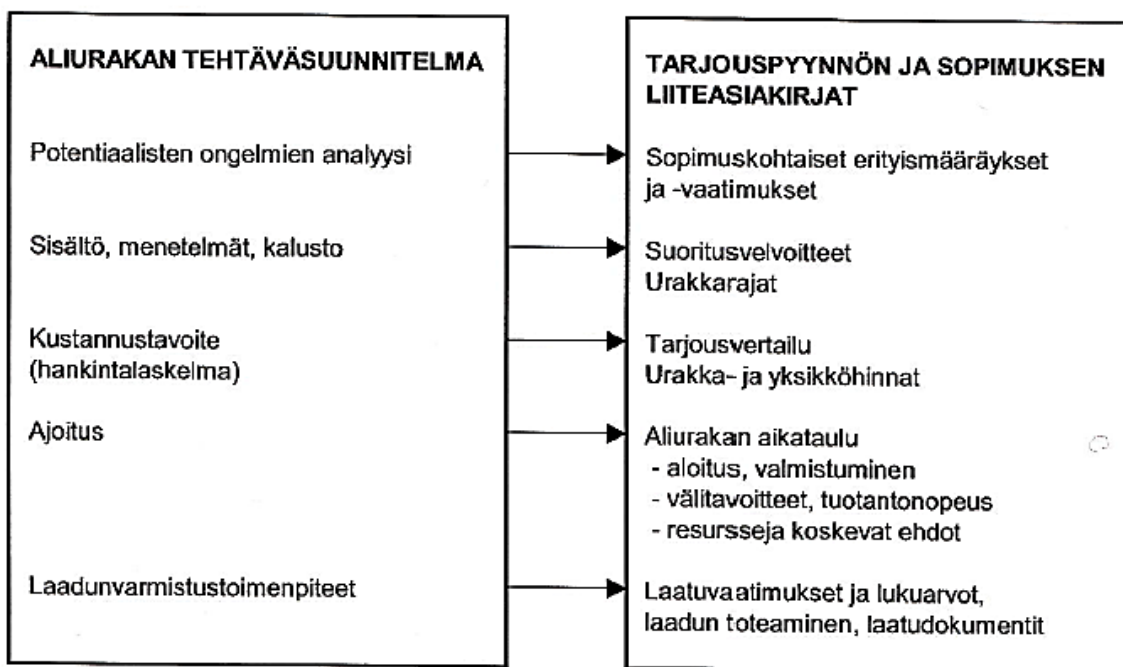 ALIURAKAN TEHTÄVÄSUUNNITELMA
Potentiaalisten ongelmien analyysi
Sisältö, menetelmät, kalusto
Kustannustavoite
(hankintalaskelma)
Ajoitus
Laadunvarmistustoimenpiteet
TARJOUSPYYNNÖN JA SOPIMUKSEN
LIITEASIAKIRJAT
Sopimuskohtaiset erityismääräykset
ja -vaatimukset
Suoritusvelvoitteet
Urakkarajat
Tarjousvertailu
Urakka- ja yksikköhinnat
Aliurakan aikataulu
- aloitus, valmistuminen
- välitavoitteet, tuotantonopeus
- resursseja koskevat ehdot
Laatuvaatimukset ja lukuarvot,
laadun toteaminen, laatudokumentit